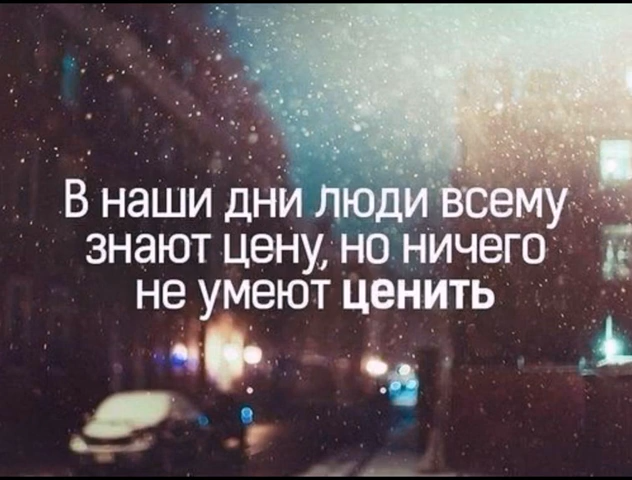 В наши дни люди всему
знают цену, но ничего
не умеют ценить